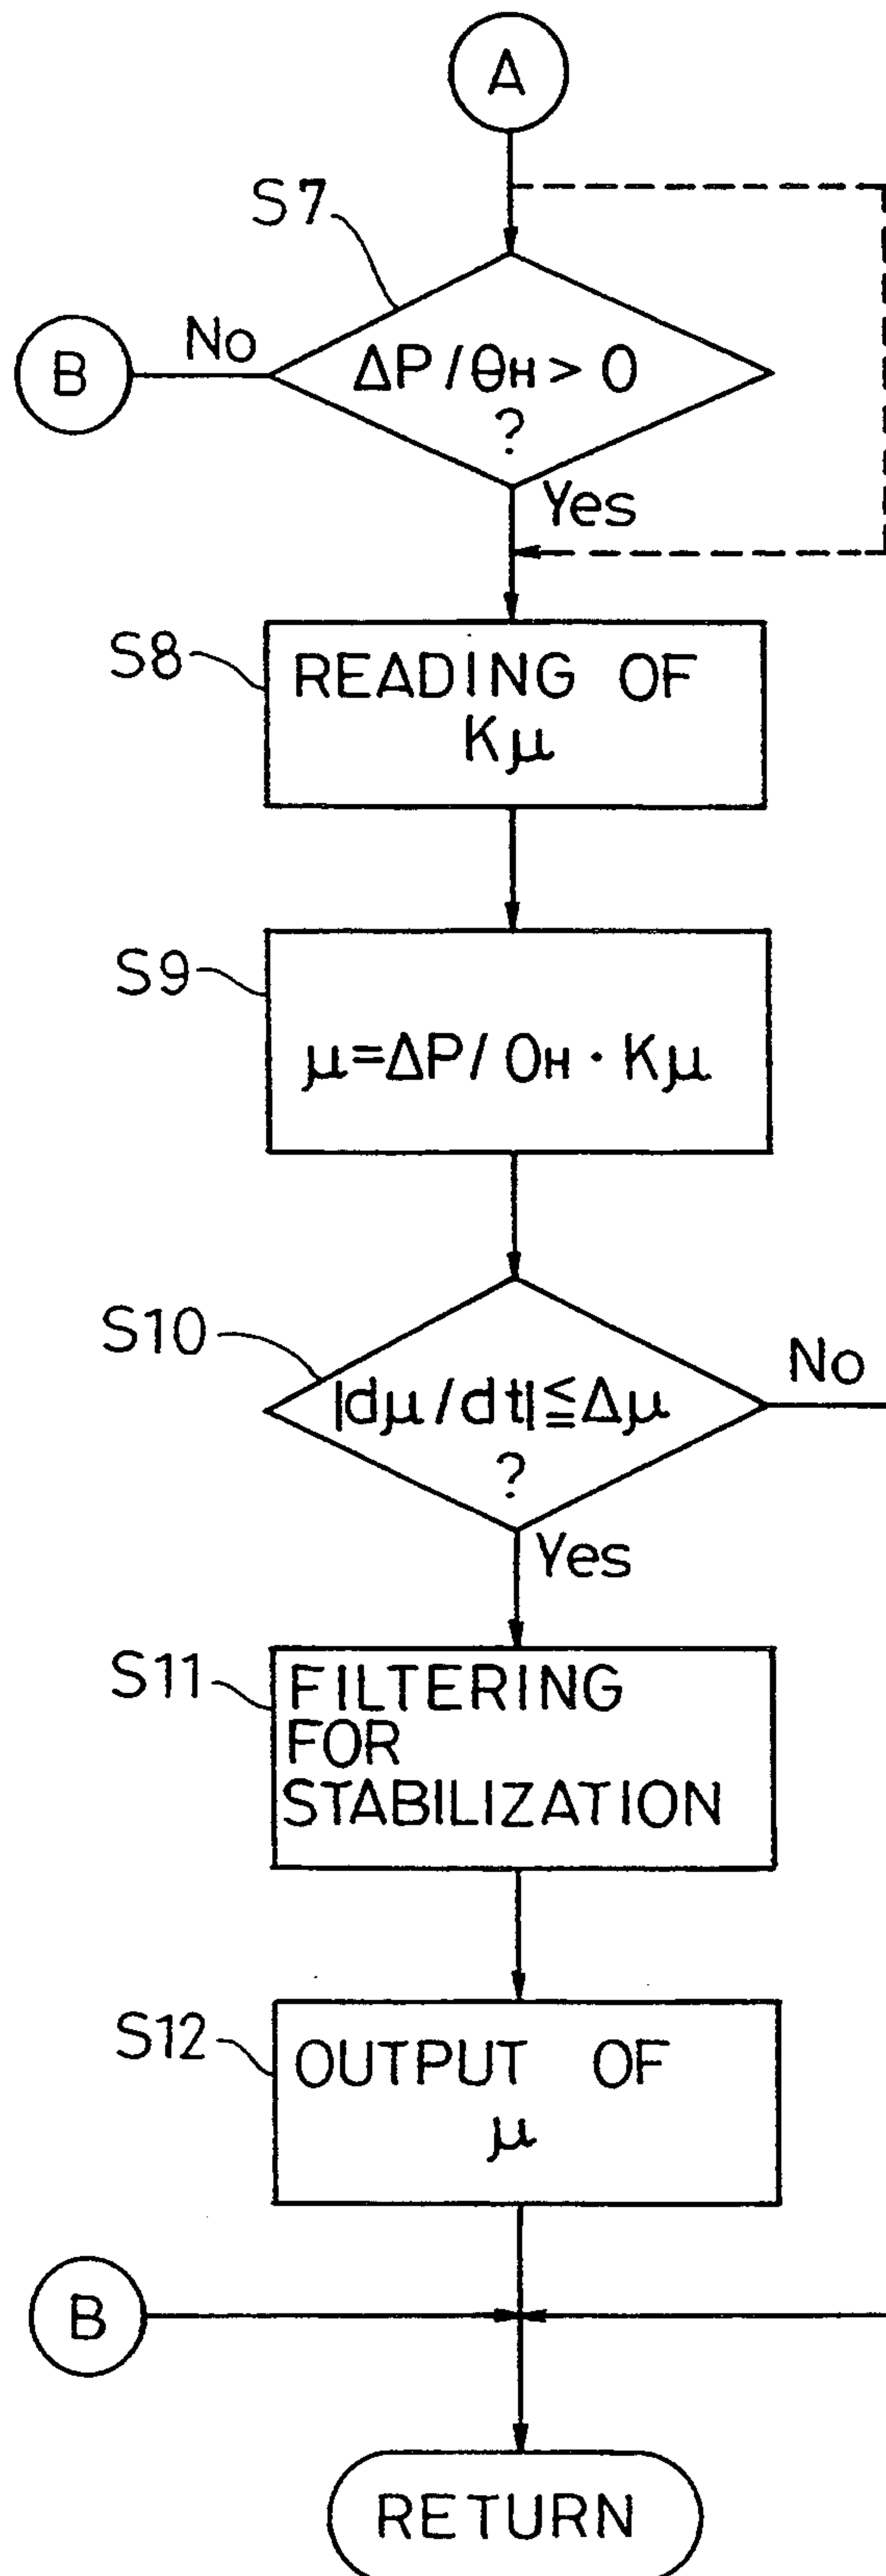 A
S7
B
No
ΔP/θH > 0
?
Yes
S8
READING OF
Kμ
S9
μ=ΔP/OH・Kμ
S10
|dμ/dt|≦Δμ
?
No
Yes
S11
FILTERING
FOR
STABILIZATION
S12
OUTPUT OF
μ
B
RETURN